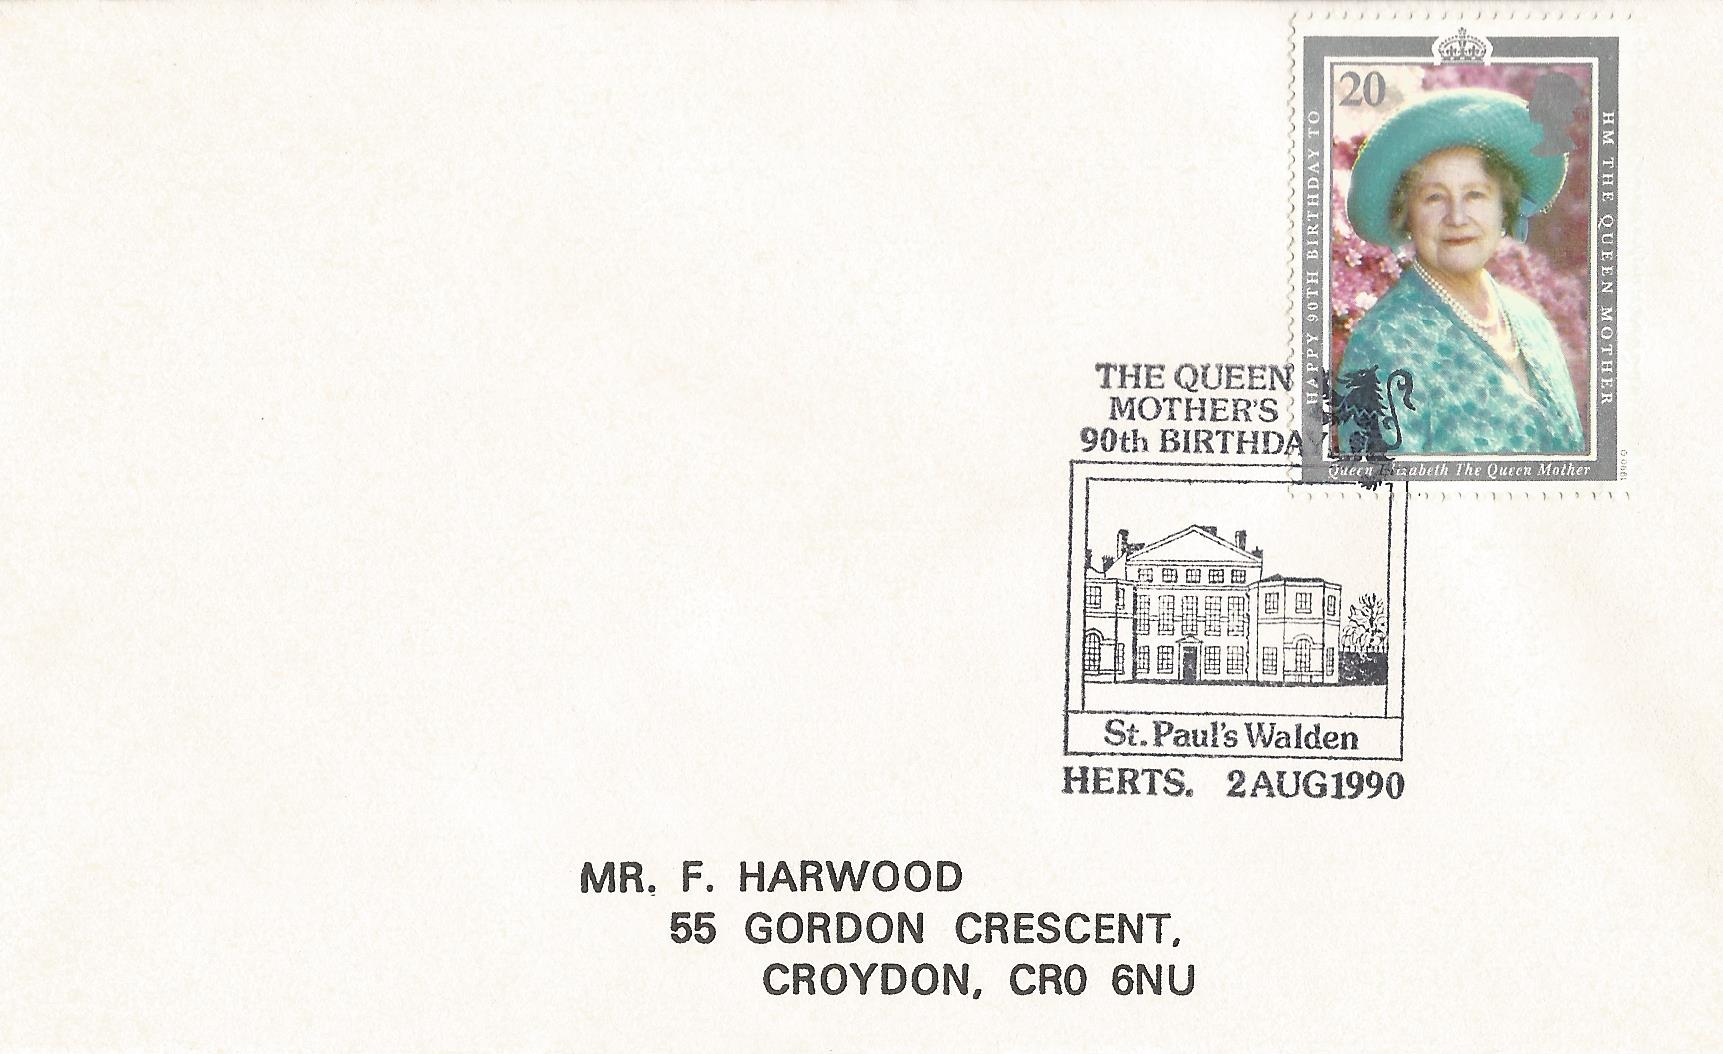 20
HAPPY 90TH BIRTHDAY TO
HM THE QUEEN MOTHER
Queen Elizabeth The Queen Mother
1990
THE QUEEN
MOTHER'S
90th BIRTHDAY
St. Paul's Walden
HERTS. 2AUG1990
MR. F. HARWOOD
55 GORDON CRESCENT,
CROYDON, CR0 6NU